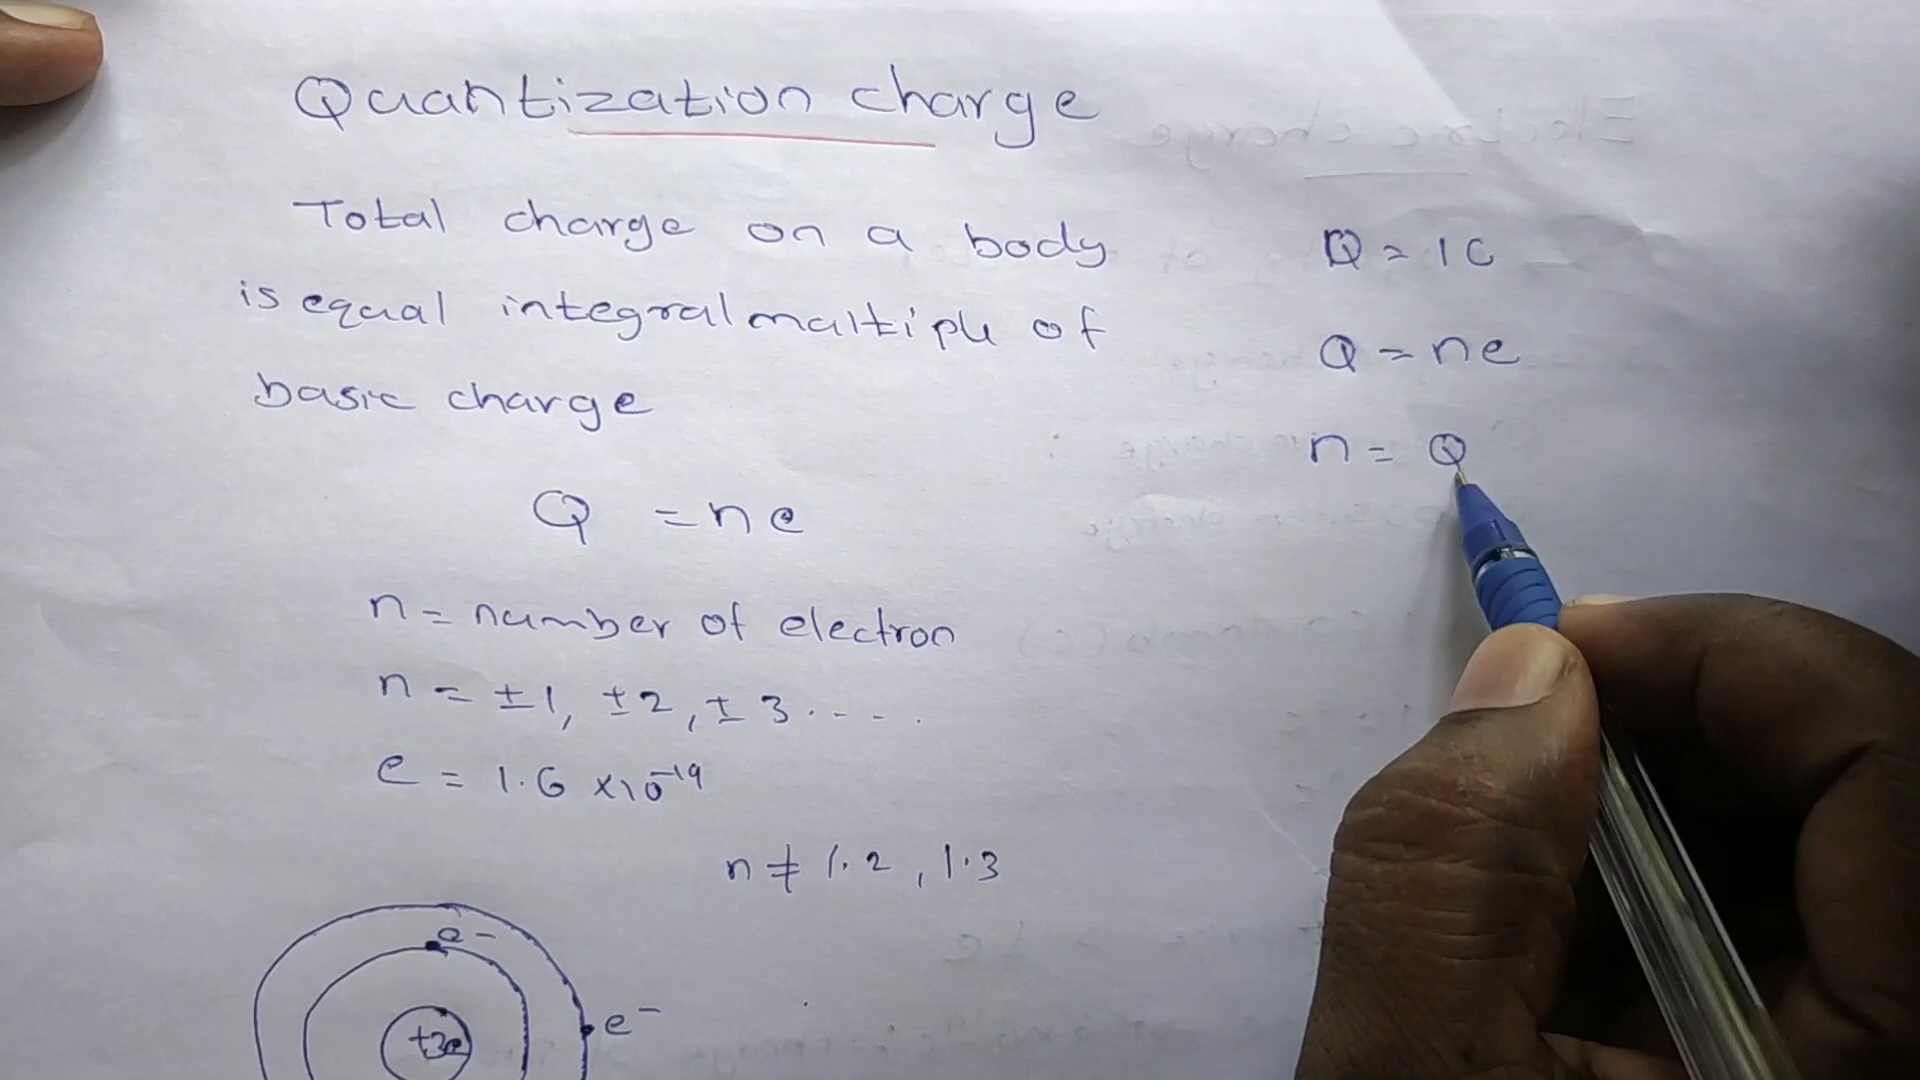 Quantization charge
Total charge on a body
is equal integral multiple of
basic charge
Q = ne
n = number of electron
n = ±1, ±2, ±3.....
e = 1.6 ×10⁻¹⁹
n ≠ 1.2, 1.3
e-
e-
+3e
Q = 1C
Q = ne
n = Q